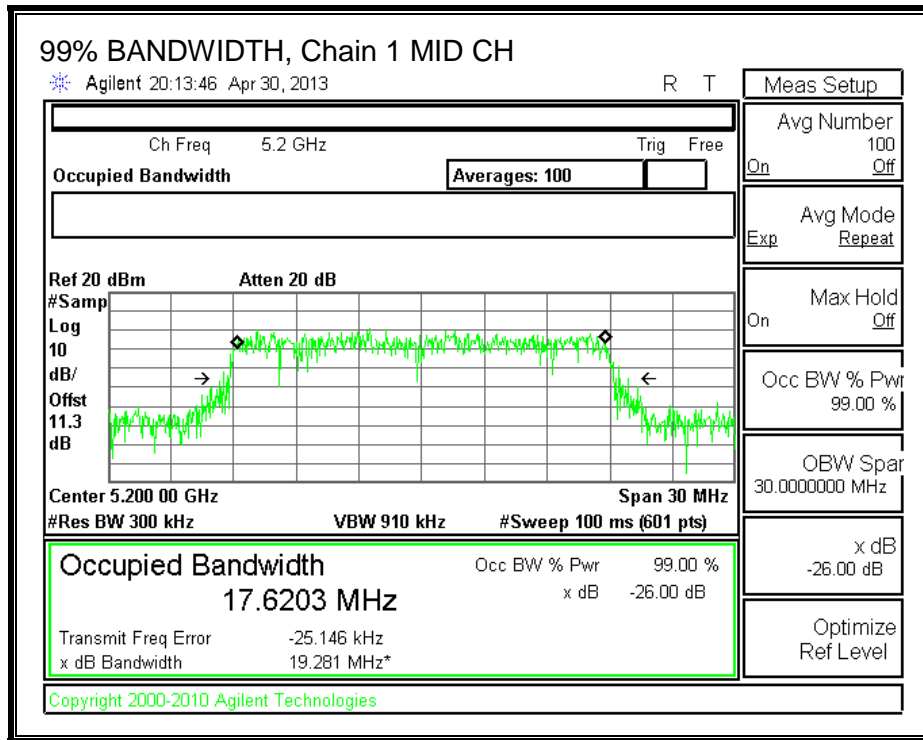 99% BANDWIDTH, Chain 1 MID CH
Agilent 20:13:46 Apr 30, 2013 R T
Ch Freq 5.2 GHz Trig Free
Occupied Bandwidth Averages: 100
Ref 20 dBm Atten 20 dB
#Samp
Log
10
dB/
Offst
11.3
dB
Center 5.200 00 GHz Span 30 MHz
#Res BW 300 kHz VBW 910 kHz #Sweep 100 ms (601 pts)
Occupied Bandwidth Occ BW % Pwr 99.00 %
17.6203 MHz x dB -26.00 dB
Transmit Freq Error -25.146 kHz
x dB Bandwidth 19.281 MHz*
Copyright 2000-2010 Agilent Technologies
Meas Setup
Avg Number
100
On Off
Avg Mode
Exp Repeat
Max Hold
On Off
Occ BW % Pwr
99.00 %
OBW Span
30.0000000 MHz
x dB
-26.00 dB
Optimize
Ref Level